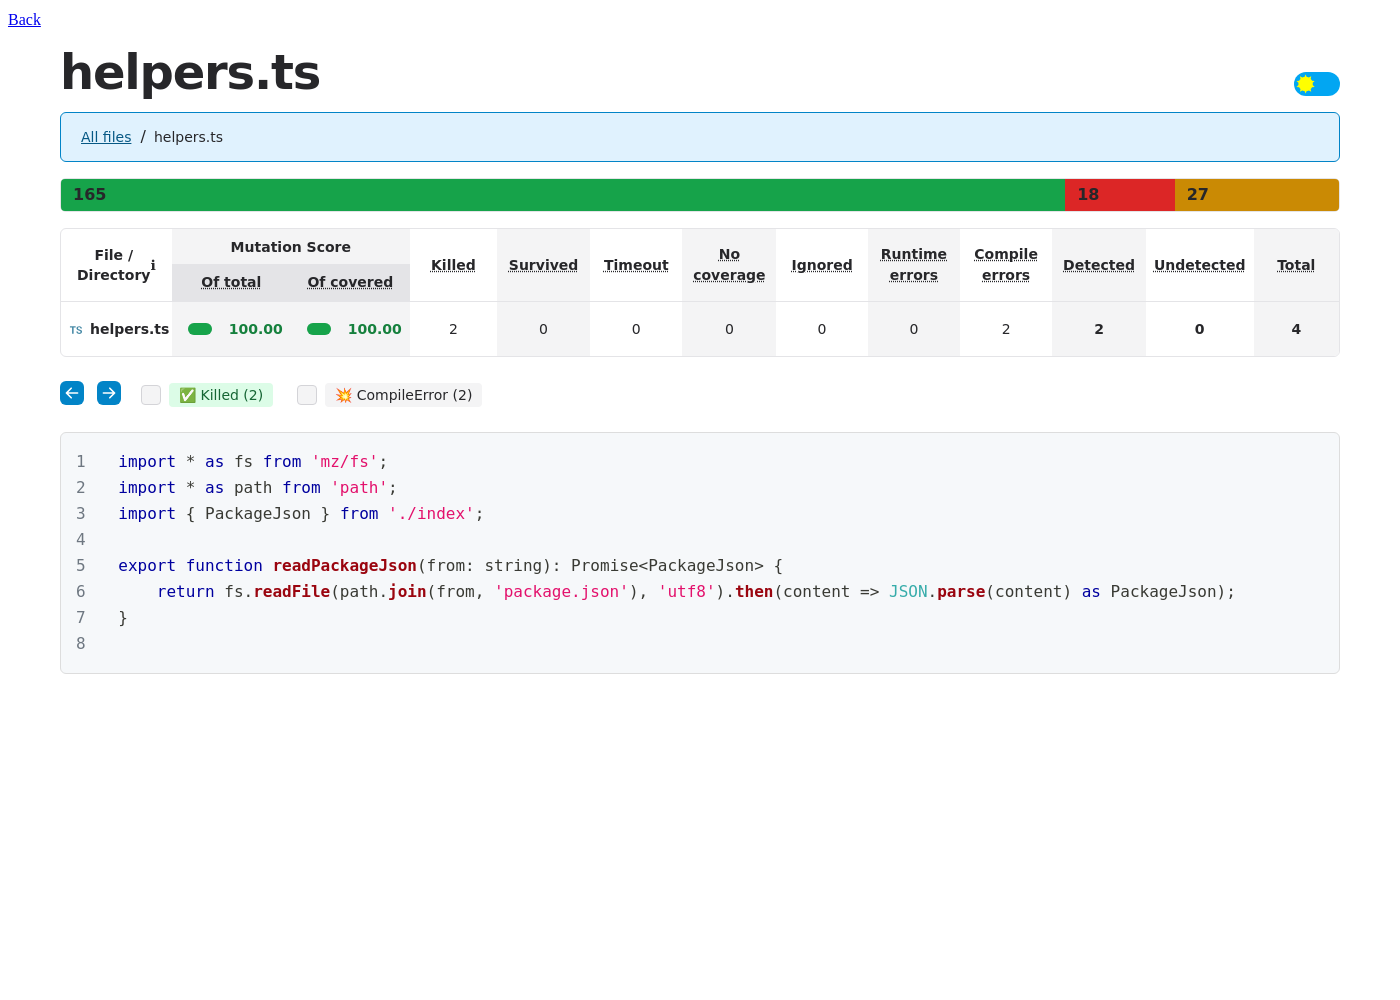 Back
helpers.ts
All files / helpers.ts
165 18 27
File / Directory ℹ Mutation Score Of total Of covered Killed Survived Timeout No coverage Ignored Runtime errors Compile errors Detected Undetected Total
TS helpers.ts 100.00 100.00 2 0 0 0 0 0 2 2 0 4
✅ Killed (2) 💥 CompileError (2)
1 import * as fs from 'mz/fs';
2 import * as path from 'path';
3 import { PackageJson } from './index';
4
5 export function readPackageJson(from: string): Promise<PackageJson> {
6     return fs.readFile(path.join(from, 'package.json'), 'utf8').then(content => JSON.parse(content) as PackageJson);
7 }
8